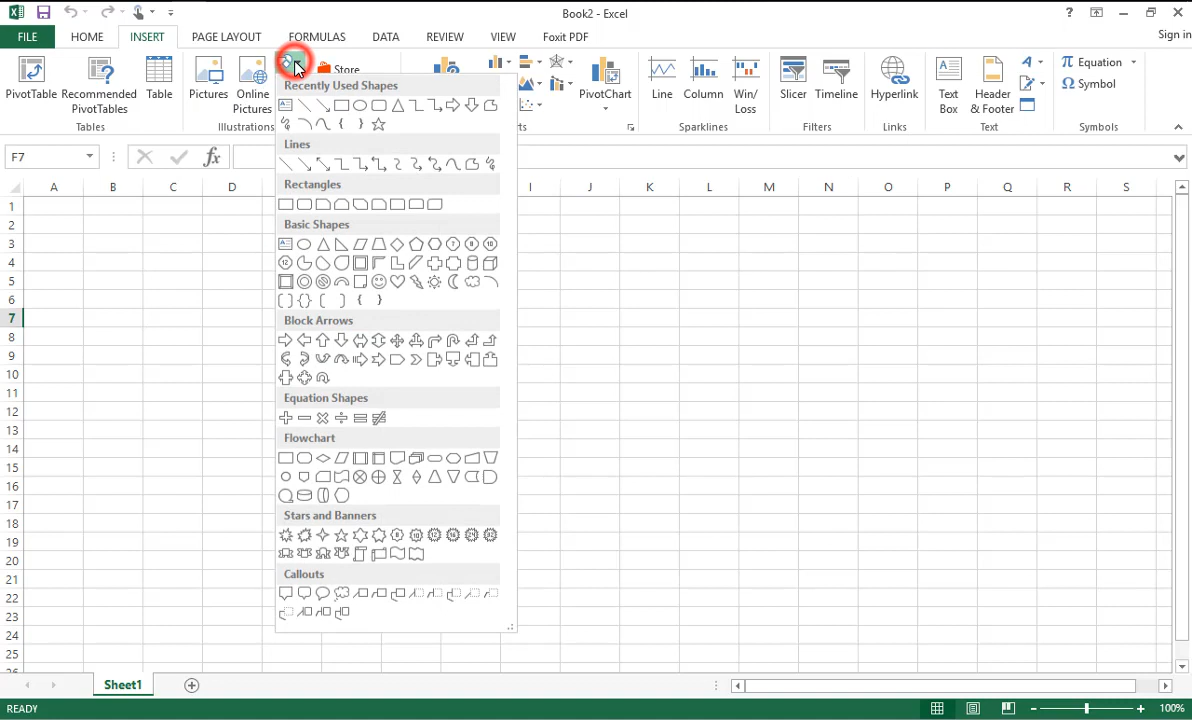 Book2 - Excel
Sign in
FILE HOME INSERT PAGE LAYOUT FORMULAS DATA REVIEW VIEW Foxit PDF
PivotTable
Recommended
PivotTables
Table
Tables
Pictures
Online
Pictures
Illustrations
Store
PivotChart
Line
Column
Win/
Loss
Sparklines
Slicer
Timeline
Filters
Hyperlink
Links
Text
Box
Header
& Footer
Text
Equation
Symbol
Symbols
F7
fx
Recently Used Shapes
Lines
Rectangles
Basic Shapes
Block Arrows
Equation Shapes
Flowchart
Stars and Banners
Callouts
A B C D I J K L M N O P Q R S
1
2
3
4
5
6
7
8
9
10
11
12
13
14
15
16
17
18
19
20
21
22
23
24
25
Sheet1
READY
100%